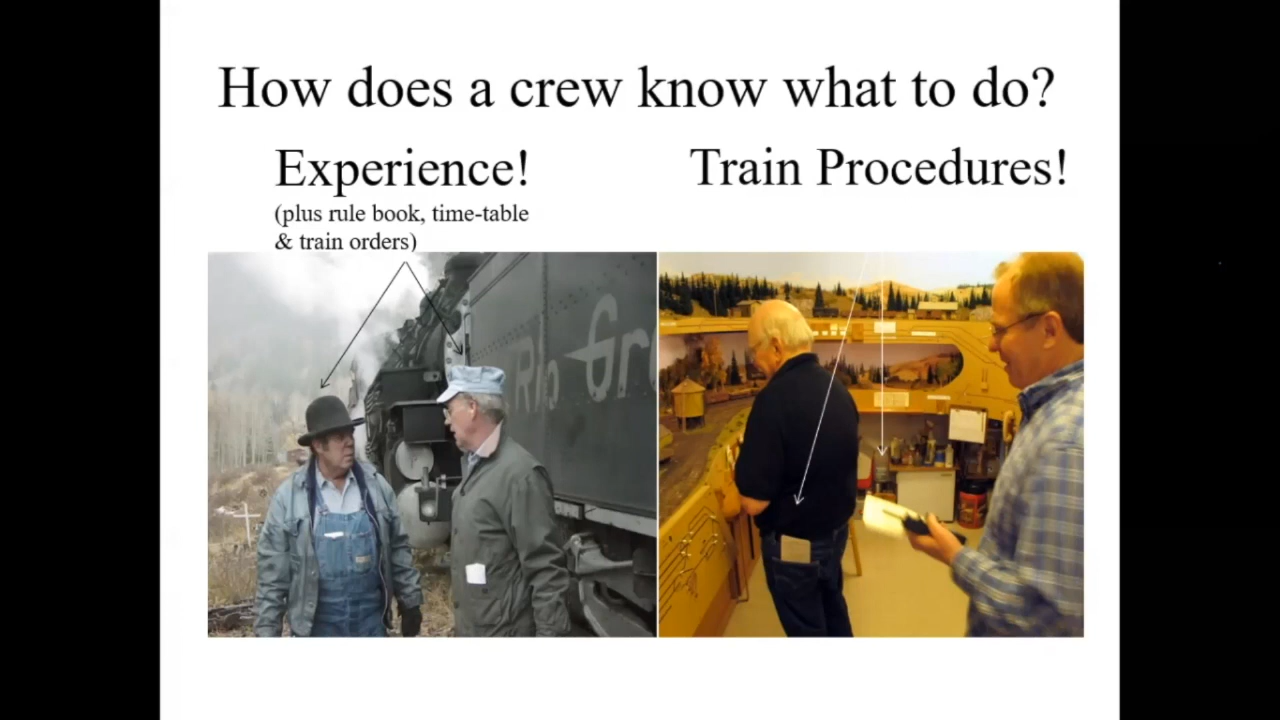 How does a crew know what to do?
Experience!
(plus rule book, time-table
& train orders)
Train Procedures!
Rio Gr